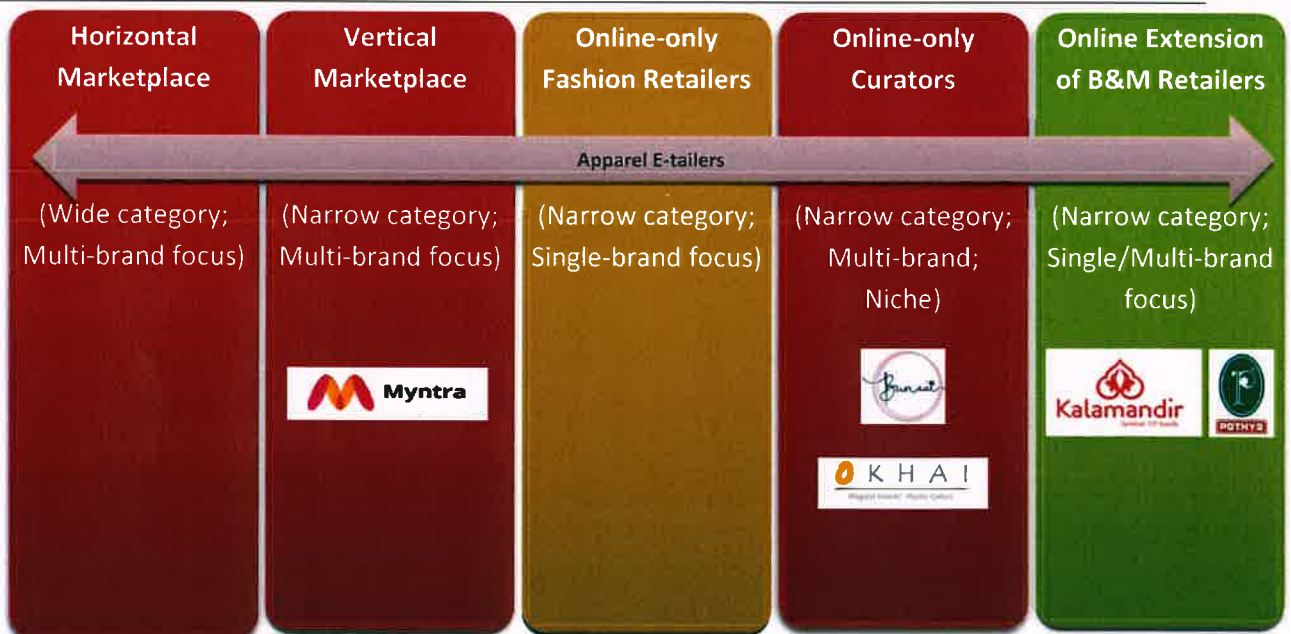 Horizontal
Marketplace
Vertical
Marketplace
Online-only
Fashion Retailers
Online-only
Curators
Online Extension
of B&M Retailers
Apparel E-tailers
(Wide category;
Multi-brand focus)
(Narrow category;
Multi-brand focus)
(Narrow category;
Single-brand focus)
(Narrow category;
Multi-brand;
Niche)
(Narrow category;
Single/Multi-brand
focus)
Myntra
Bunaai
OKHAI
Kalamandir
POTHYS